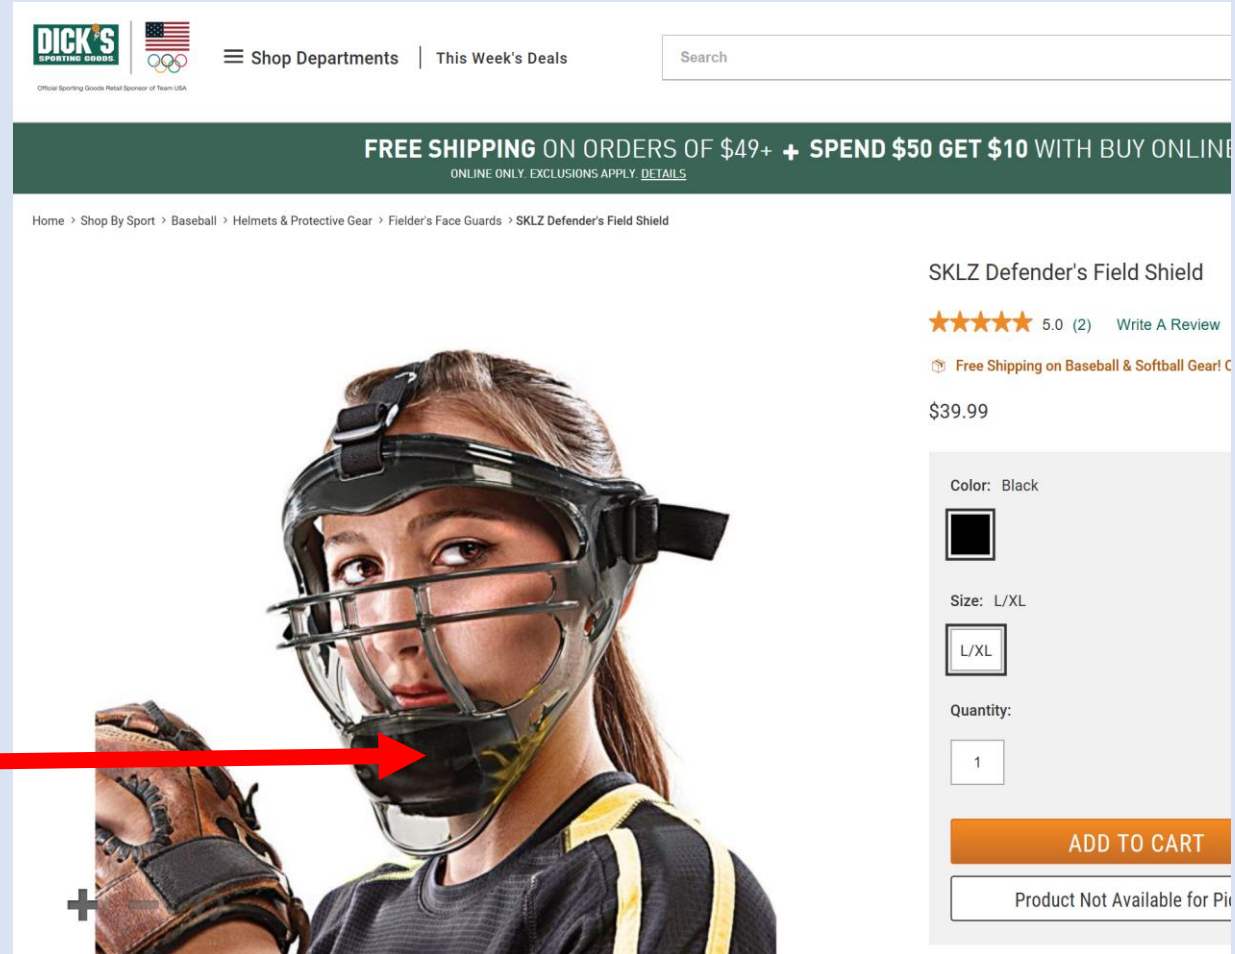 DICK'S
SPORTING GOODS
Official Sporting Goods Retail Sponsor of Team USA
Shop Departments
This Week's Deals
Search
FREE SHIPPING ON ORDERS OF $49+ + SPEND $50 GET $10 WITH BUY ONLINE
ONLINE ONLY. EXCLUSIONS APPLY. DETAILS
Home > Shop By Sport > Baseball > Helmets & Protective Gear > Fielder's Face Guards > SKLZ Defender's Field Shield
SKLZ Defender's Field Shield
5.0 (2) Write A Review
Free Shipping on Baseball & Softball Gear!
$39.99
Color: Black
Size: L/XL
L/XL
Quantity:
1
ADD TO CART
Product Not Available for